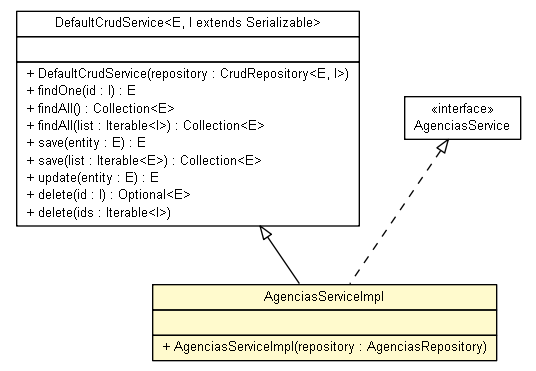 DefaultCrudService<E, I extends Serializable>
+ DefaultCrudService(repository : CrudRepository<E, I>)
+ findOne(id : I) : E
+ findAll() : Collection<E>
+ findAll(list : Iterable<I>) : Collection<E>
+ save(entity : E) : E
+ save(list : Iterable<E>) : Collection<E>
+ update(entity : E) : E
+ delete(id : I) : Optional<E>
+ delete(ids : Iterable<I>)
«interface»
AgenciasService
AgenciasServiceImpl
+ AgenciasServiceImpl(repository : AgenciasRepository)